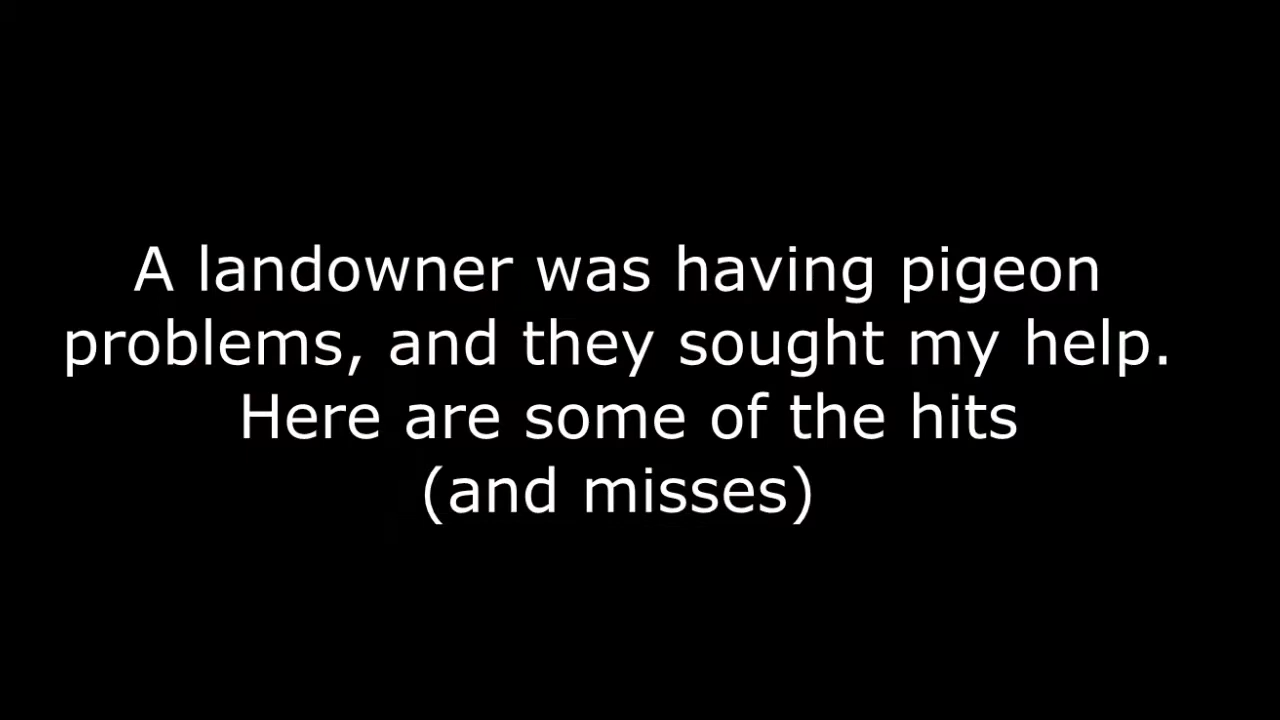 A landowner was having pigeon
problems, and they sought my help.
Here are some of the hits
(and misses)